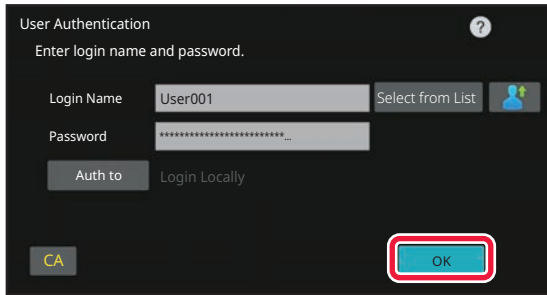 User Authentication
?
Enter login name and password.
Login Name
User001
Select from List
Password
*************************...
Auth to
Login Locally
CA
OK